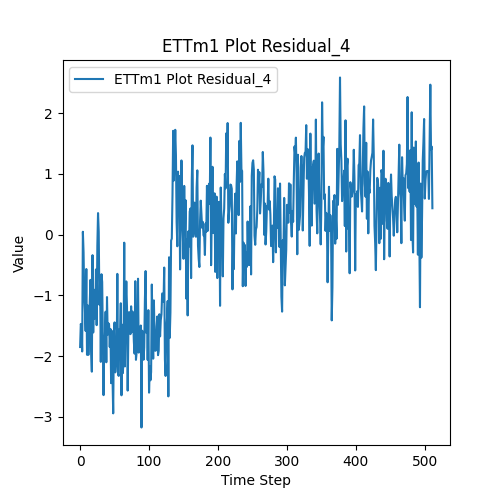 ETTm1 Plot Residual_4
ETTm1 Plot Residual_4
2
1
0
−1
−2
−3
Value
0 100 200 300 400 500
Time Step